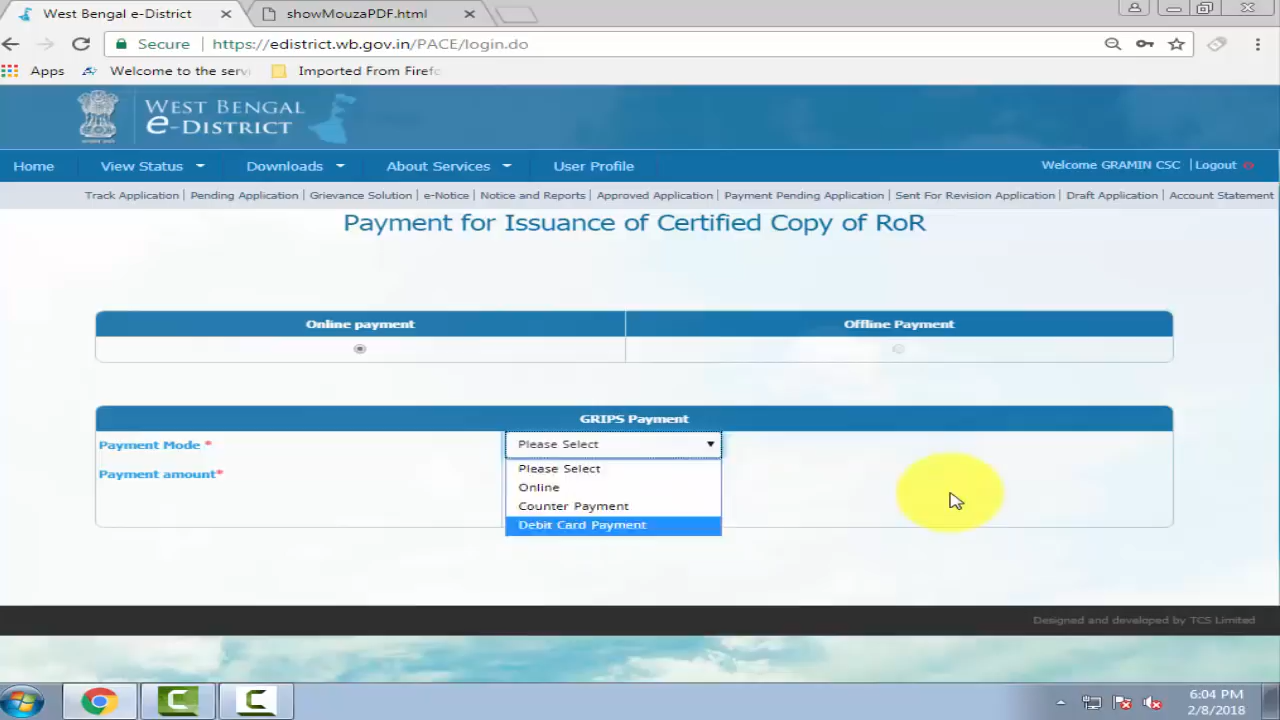 West Bengal e-District
showMouzaPDF.html
Secure
https://edistrict.wb.gov.in/PACE/login.do
Apps
Welcome to the serv
Imported From Firefo
WEST BENGAL
e-DISTRICT
Home
View Status
Downloads
About Services
User Profile
Welcome GRAMIN CSC | Logout
Track Application | Pending Application | Grievance Solution | e-Notice | Notice and Reports | Approved Application | Payment Pending Application | Sent For Revision Application | Draft Application | Account Statement
Payment for Issuance of Certified Copy of RoR
Online payment
Offline Payment
GRIPS Payment
Payment Mode *
Please Select
Please Select
Payment amount*
Online
Counter Payment
Debit Card Payment
Designed and developed by TCS Limited
6:04 PM
2/8/2018